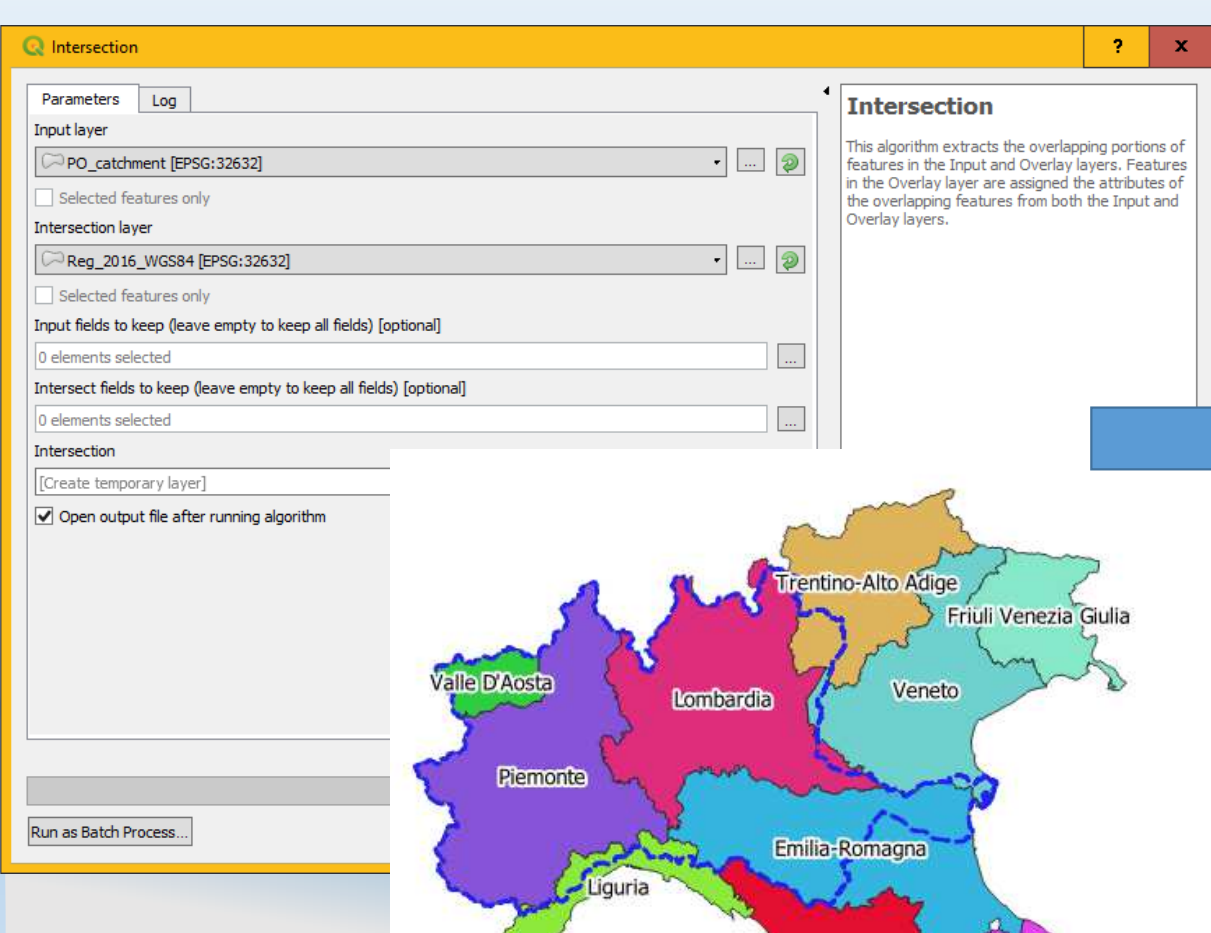 Intersection
? x
Parameters Log
Input layer
PO_catchment [EPSG:32632]
...
Selected features only
Intersection layer
Reg_2016_WGS84 [EPSG:32632]
...
Selected features only
Input fields to keep (leave empty to keep all fields) [optional]
0 elements selected
...
Intersect fields to keep (leave empty to keep all fields) [optional]
0 elements selected
...
Intersection
[Create temporary layer]
Open output file after running algorithm
Run as Batch Process...
Intersection
This algorithm extracts the overlapping portions of
features in the Input and Overlay layers. Features
in the Overlay layer are assigned the attributes of
the overlapping features from both the Input and
Overlay layers.
Trentino-Alto Adige
Friuli Venezia Giulia
Valle D'Aosta
Lombardia
Veneto
Piemonte
Emilia-Romagna
Liguria